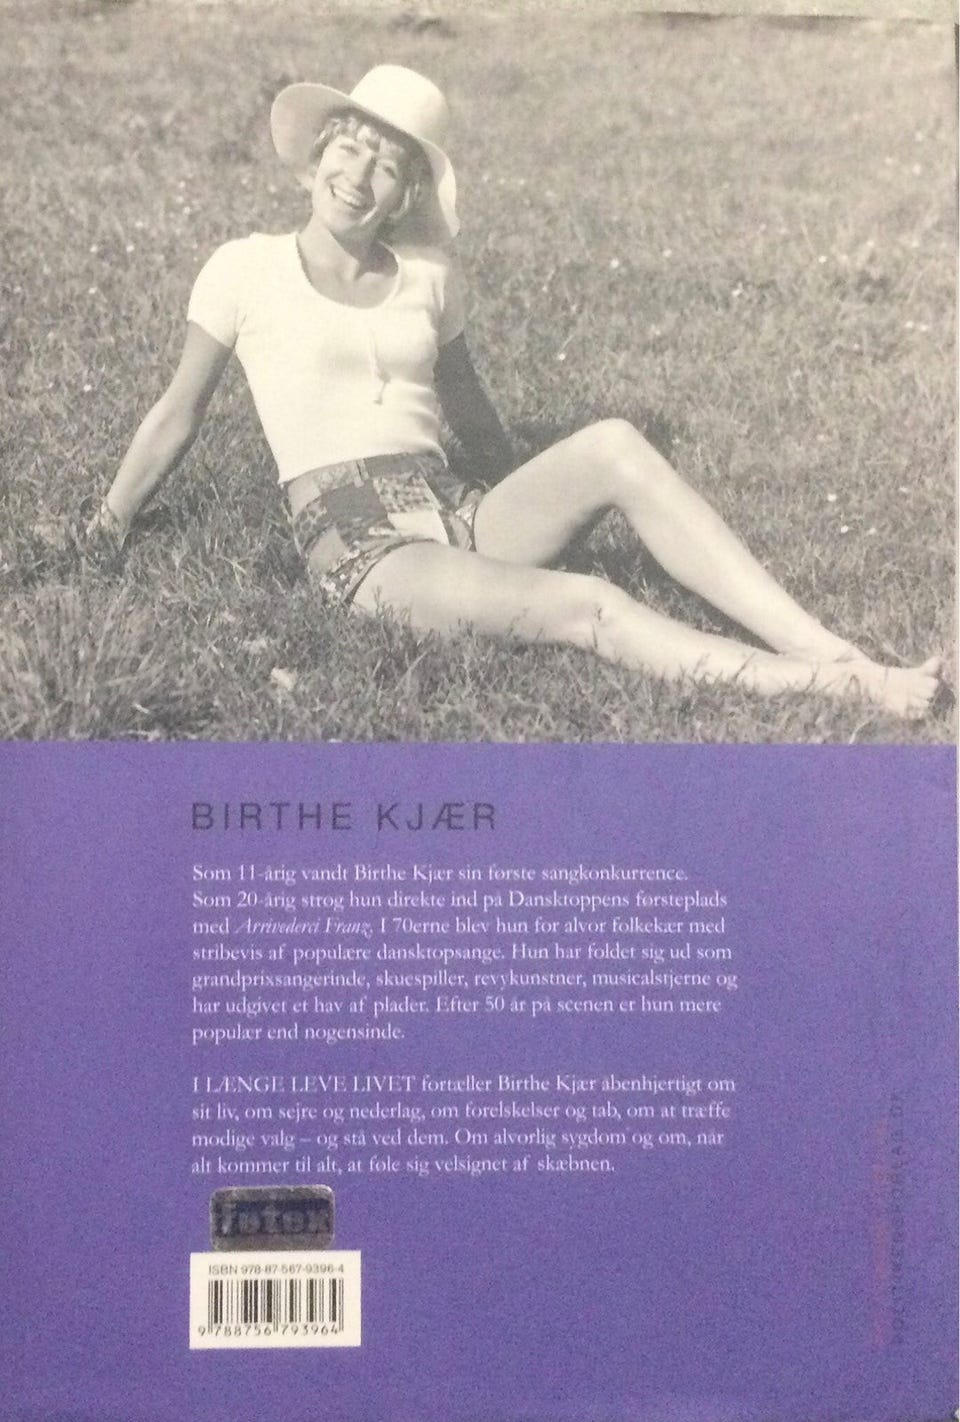 BIRTHE KJÆR
Som 11-årig vandt Birthe Kjær sin første sangkonkurrence.
Som 20-årig strøg hun direkte ind på Dansktoppens førsteplads
med Arrivederci Franz. I 70erne blev hun for alvor folkekær med
stribevis af populære dansktopsange. Hun har foldet sig ud som
grandprixsangerinde, skuespiller, revykunstner, musicalstjerne og
har udgivet et hav af plader. Efter 50 år på scenen er hun mere
populær end nogensinde.
I LÆNGE LEVE LIVET fortæller Birthe Kjær åbenhjertigt om
sit liv, om sejre og nederlag, om forelskelser og tab, om at træffe
modige valg – og stå ved dem. Om alvorlig sygdom og om, når
alt kommer til alt, at føle sig velsignet af skæbnen.
føtex
ISBN 978-87-567-9396-4
9788756793964